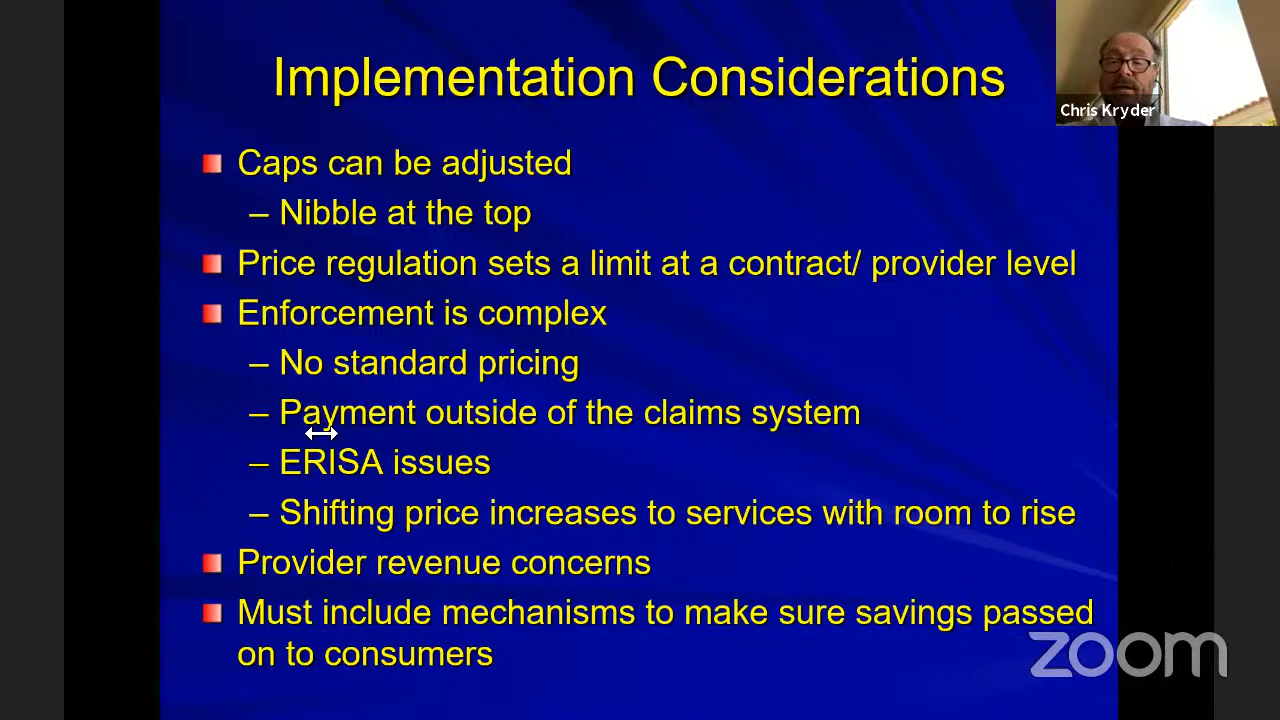 Implementation Considerations
Chris Kryder
Caps can be adjusted
– Nibble at the top
Price regulation sets a limit at a contract/ provider level
Enforcement is complex
– No standard pricing
– Payment outside of the claims system
– ERISA issues
– Shifting price increases to services with room to rise
Provider revenue concerns
Must include mechanisms to make sure savings passed
on to consumers
zoom